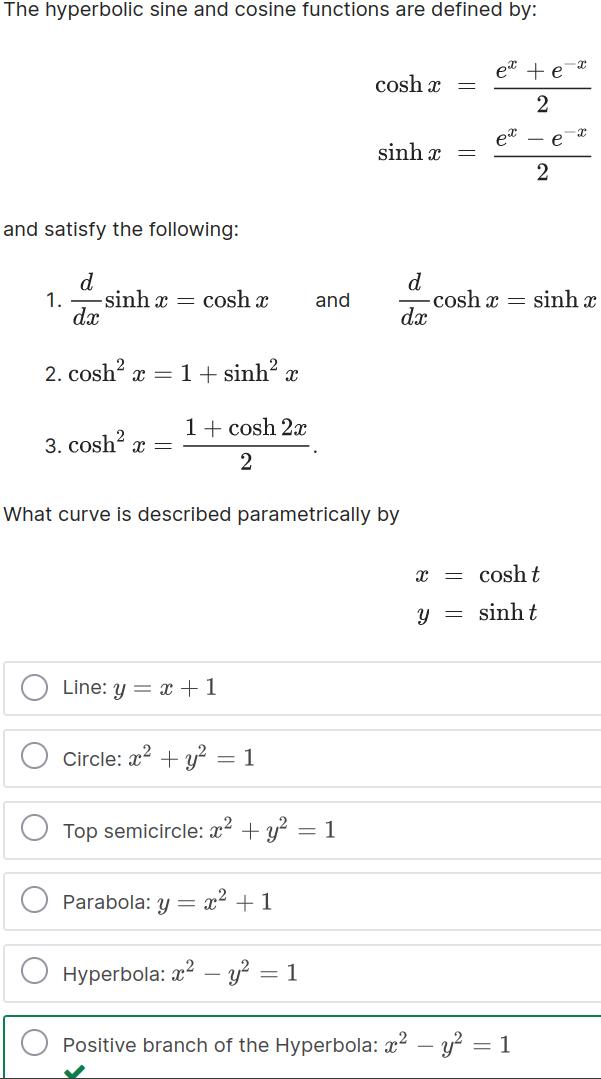 The hyperbolic sine and cosine functions are defined by:
cosh x = \frac{e^x + e^{-x}}{2}
sinh x = \frac{e^x - e^{-x}}{2}
and satisfy the following:
1. \frac{d}{dx} sinh x = cosh x and \frac{d}{dx} cosh x = sinh x
2. cosh^2 x = 1 + sinh^2 x
3. cosh^2 x = \frac{1 + cosh 2x}{2}.
What curve is described parametrically by
x = cosh t
y = sinh t
Line: y = x + 1
Circle: x^2 + y^2 = 1
Top semicircle: x^2 + y^2 = 1
Parabola: y = x^2 + 1
Hyperbola: x^2 − y^2 = 1
Positive branch of the Hyperbola: x^2 − y^2 = 1